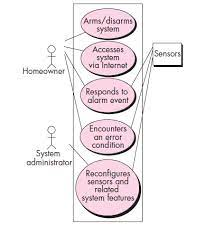 Arms/disarms
system
Accesses
system
via Internet
Sensors
Homeowner
Responds to
alarm event
Encounters
an error
condition
System
administrator
Reconfigures
sensors and
related
system features